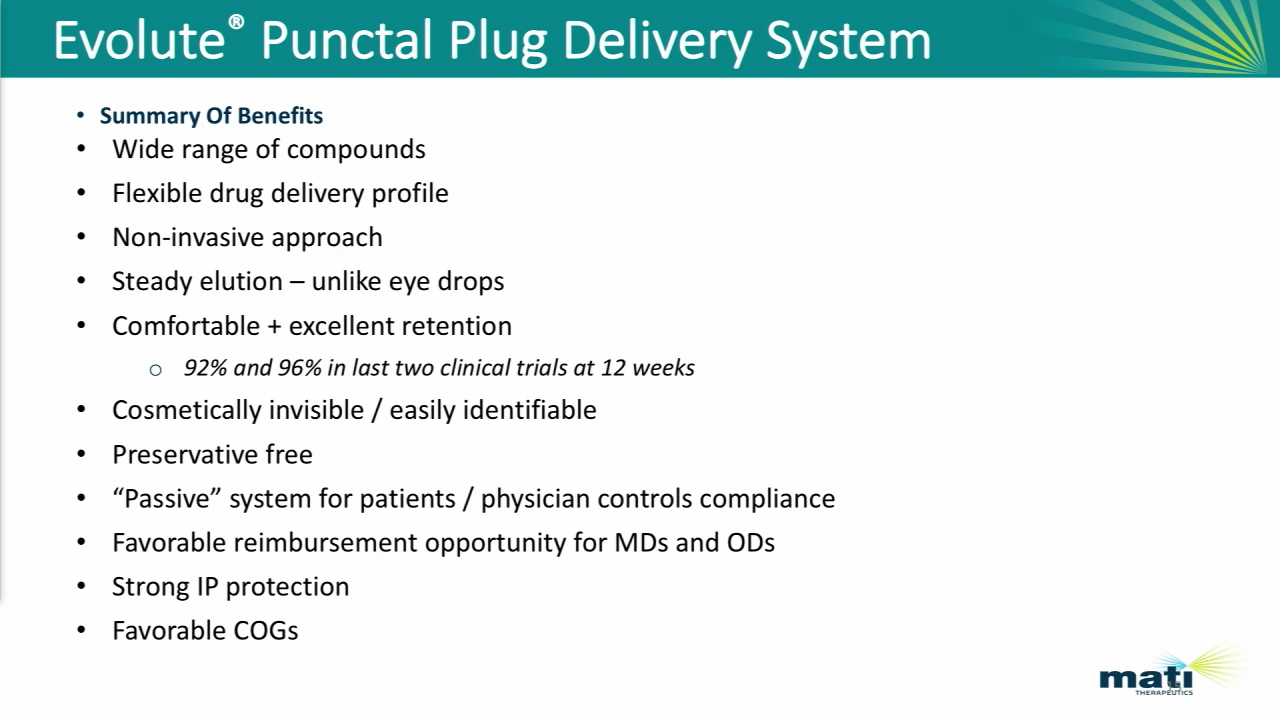 Evolute® Punctal Plug Delivery System
• Summary Of Benefits
• Wide range of compounds
• Flexible drug delivery profile
• Non-invasive approach
• Steady elution – unlike eye drops
• Comfortable + excellent retention
o 92% and 96% in last two clinical trials at 12 weeks
• Cosmetically invisible / easily identifiable
• Preservative free
• “Passive” system for patients / physician controls compliance
• Favorable reimbursement opportunity for MDs and ODs
• Strong IP protection
• Favorable COGs
mati
THERAPEUTICS